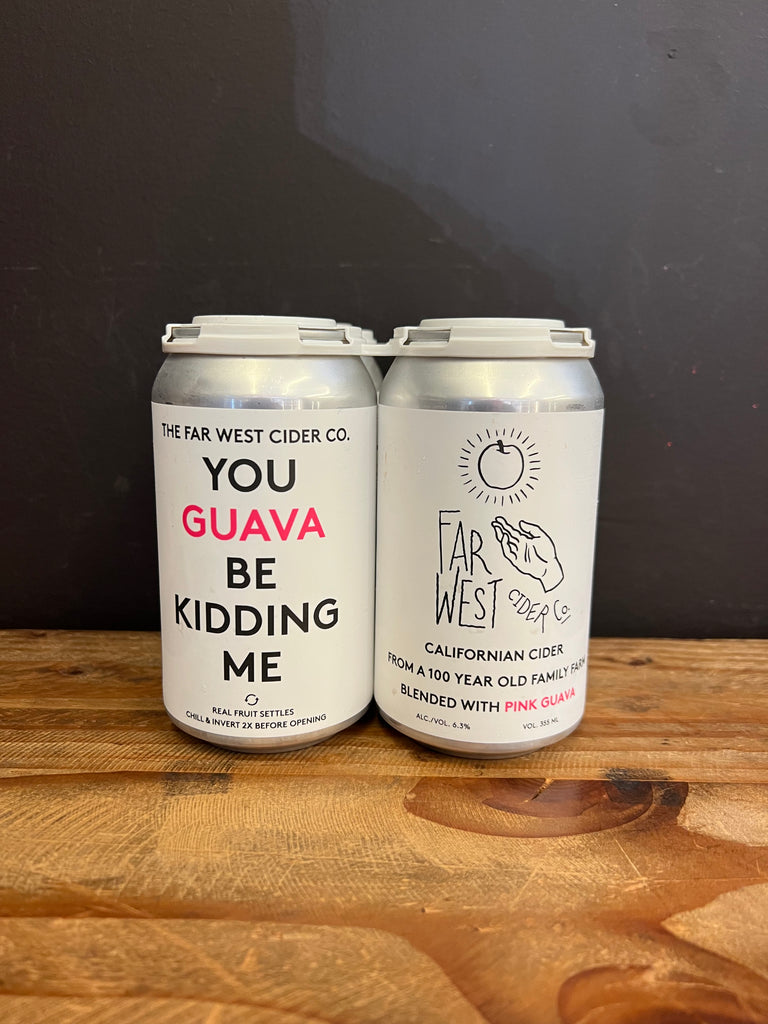 THE FAR WEST CIDER CO.
YOU
GUAVA
BE
KIDDING
ME
REAL FRUIT SETTLES
CHILL & INVERT 2X BEFORE OPENING
FAR
WEST
CIDER CO.
CALIFORNIAN CIDER
FROM A 100 YEAR OLD FAMILY FARM
BLENDED WITH PINK GUAVA
ALC./VOL. 6.3%
VOL. 355 ML